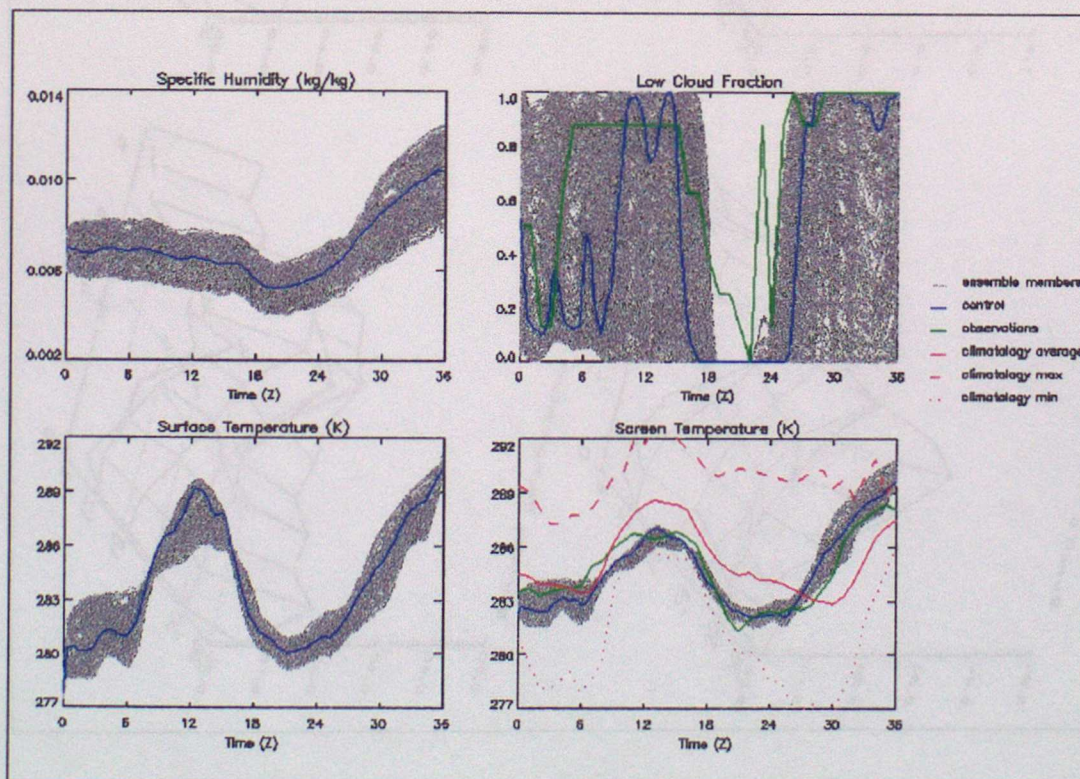 Specific Humidity (kg/kg)
0.014
0.010
0.005
0.002
0 6 12 18 24 30 36
Time (Z)
Low Cloud Fraction
1.0
0.8
0.6
0.4
0.2
0.0
0 6 12 18 24 30 36
Time (Z)
ensemble members
control
observations
climatology average
climatology max
climatology min
Surface Temperature (K)
292
289
286
283
280
277
0 6 12 18 24 30 36
Time (Z)
Screen Temperature (K)
292
289
286
283
280
277
0 6 12 18 24 30 36
Time (Z)